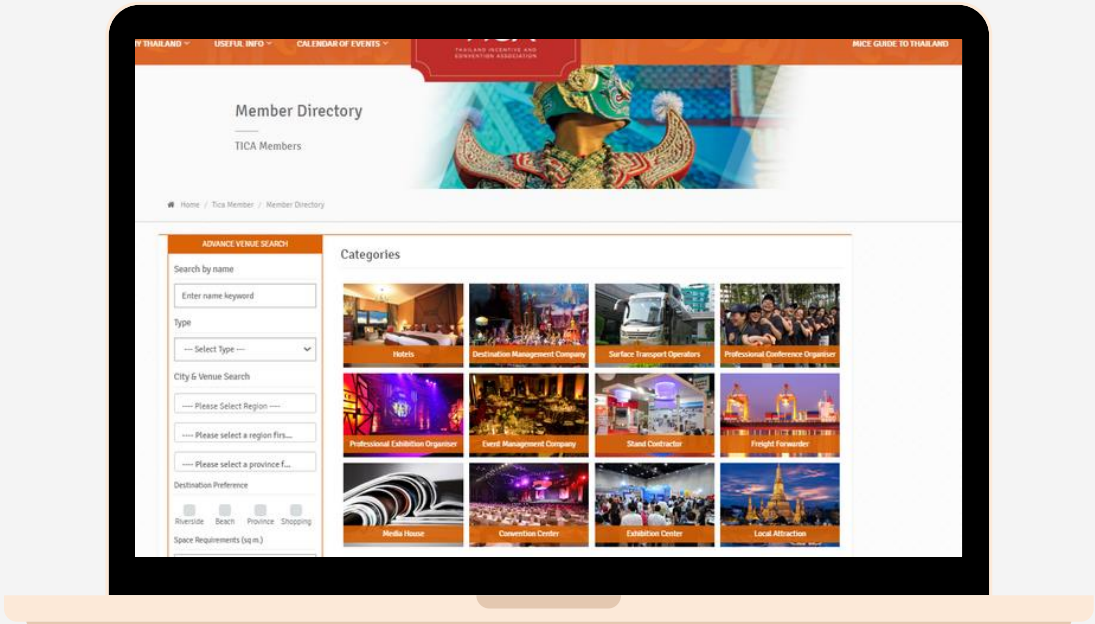 THAILAND
USEFUL INFO
CALENDAR OF EVENTS
MICE GUIDE TO THAILAND
THAILAND INCENTIVE AND
CONVENTION ASSOCIATION
Member Directory
TICA Members
Home / Tica Member / Member Directory
ADVANCE VENUE SEARCH
Search by name
Enter name keyword
Type
--- Select Type ---
City & Venue Search
---- Please Select Region ----
---- Please select a region firs...
---- Please select a province f...
Destination Preference
Riverside Beach Province Shopping
Space Requirements (sq m.)
Categories
Hotels
Destination Management Company
Surface Transport Operators
Professional Conference Organiser
Professional Exhibition Organiser
Event Management Company
Stand Contractor
Freight Forwarder
Media House
Convention Center
Exhibition Center
Local Attraction